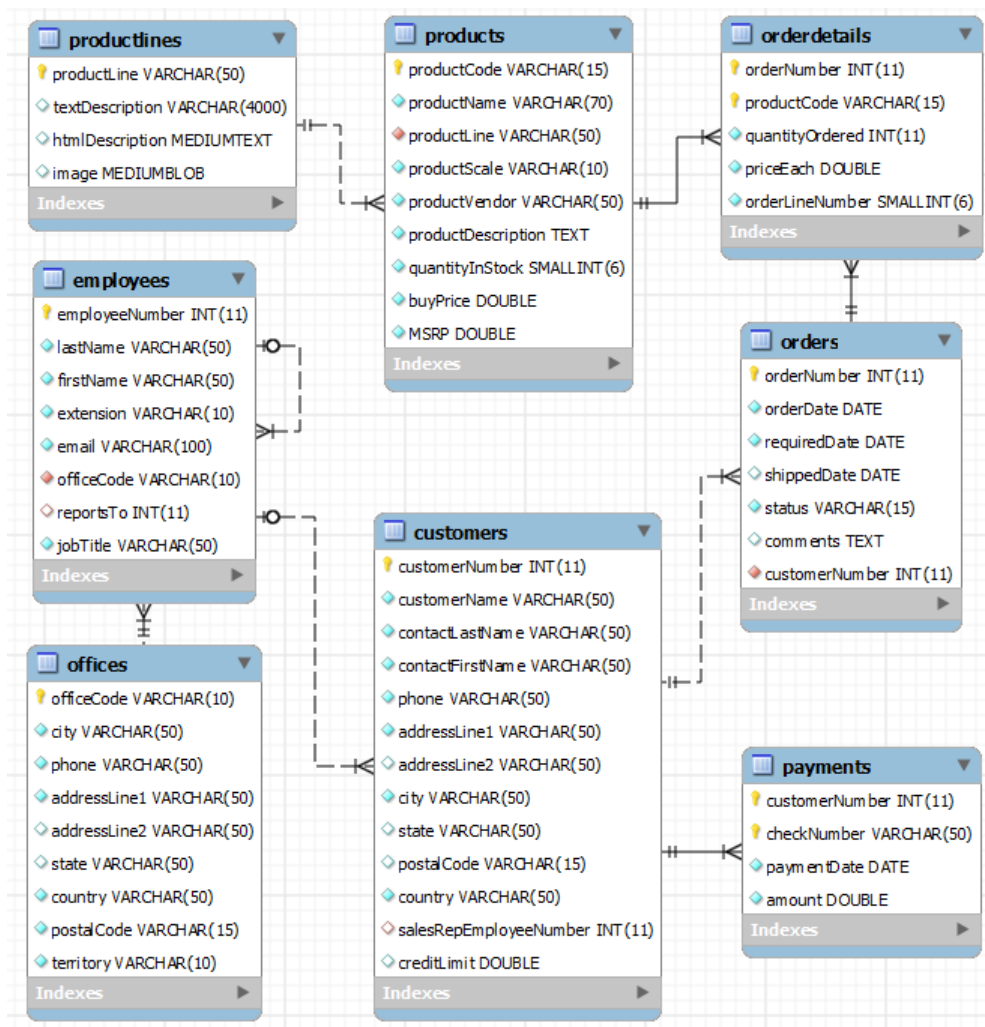 productlines
productLine VARCHAR(50)
textDescription VARCHAR(4000)
htmlDescription MEDIUMTEXT
image MEDIUMBLOB
Indexes
products
productCode VARCHAR(15)
productName VARCHAR(70)
productLine VARCHAR(50)
productScale VARCHAR(10)
productVendor VARCHAR(50)
productDescription TEXT
quantityInStock SMALLINT(6)
buyPrice DOUBLE
MSRP DOUBLE
Indexes
orderdetails
orderNumber INT(11)
productCode VARCHAR(15)
quantityOrdered INT(11)
priceEach DOUBLE
orderLineNumber SMALLINT(6)
Indexes
employees
employeeNumber INT(11)
lastName VARCHAR(50)
firstName VARCHAR(50)
extension VARCHAR(10)
email VARCHAR(100)
officeCode VARCHAR(10)
reportsTo INT(11)
jobTitle VARCHAR(50)
Indexes
orders
orderNumber INT(11)
orderDate DATE
requiredDate DATE
shippedDate DATE
status VARCHAR(15)
comments TEXT
customerNumber INT(11)
Indexes
customers
customerNumber INT(11)
customerName VARCHAR(50)
contactLastName VARCHAR(50)
contactFirstName VARCHAR(50)
phone VARCHAR(50)
addressLine1 VARCHAR(50)
addressLine2 VARCHAR(50)
city VARCHAR(50)
state VARCHAR(50)
postalCode VARCHAR(15)
country VARCHAR(50)
salesRepEmployeeNumber INT(11)
creditLimit DOUBLE
Indexes
offices
officeCode VARCHAR(10)
city VARCHAR(50)
phone VARCHAR(50)
addressLine1 VARCHAR(50)
addressLine2 VARCHAR(50)
state VARCHAR(50)
country VARCHAR(50)
postalCode VARCHAR(15)
territory VARCHAR(10)
Indexes
payments
customerNumber INT(11)
checkNumber VARCHAR(50)
paymentDate DATE
amount DOUBLE
Indexes